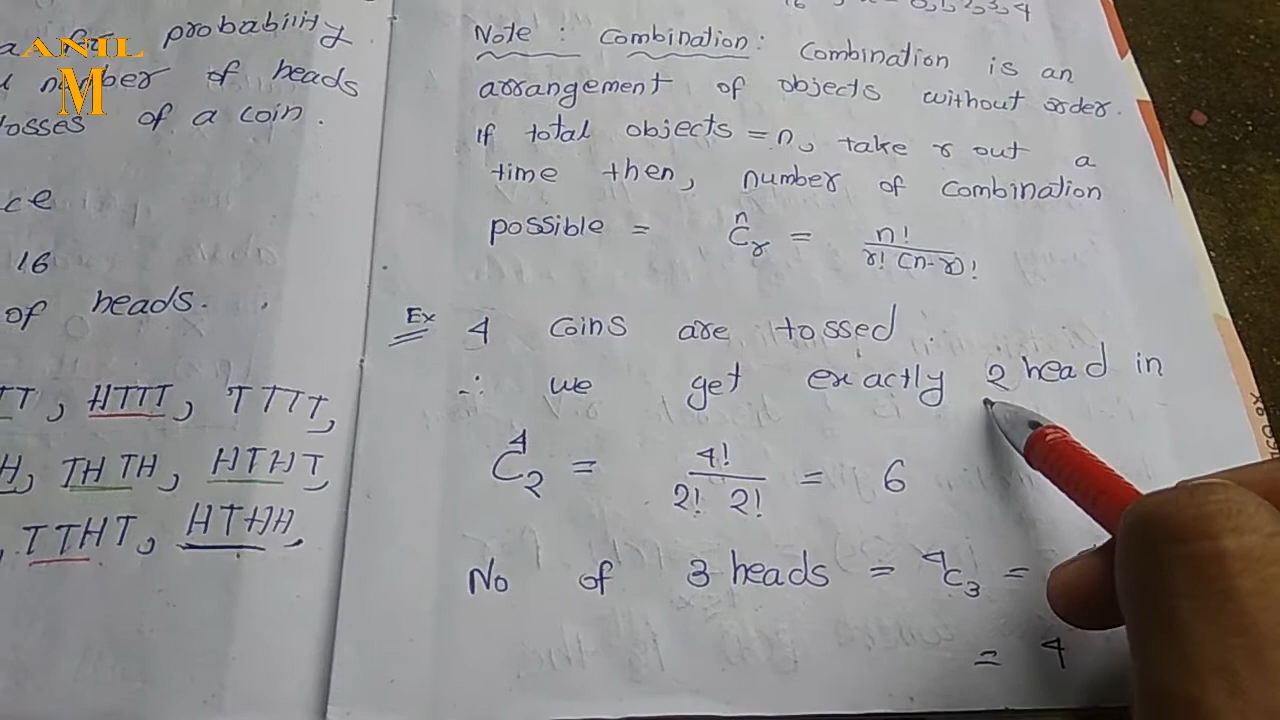 ANIL
M
probability
number of heads
tosses of a coin.
ce
16
of heads.
TT, HTTT, TTTT,
H, THTH, HTHT,
, TTHT, HTHH,
Note : Combination : Combination is an
arrangement of objects without order.
If total objects = n, take r out a
time then, number of combination
possible = nCr = n! / r! (n-r)!
Ex 4 coins are tossed.
∴ we get exactly 2 head in
4C2 = 4! / 2! 2! = 6
No of 3 heads = 4C3 =
= 4